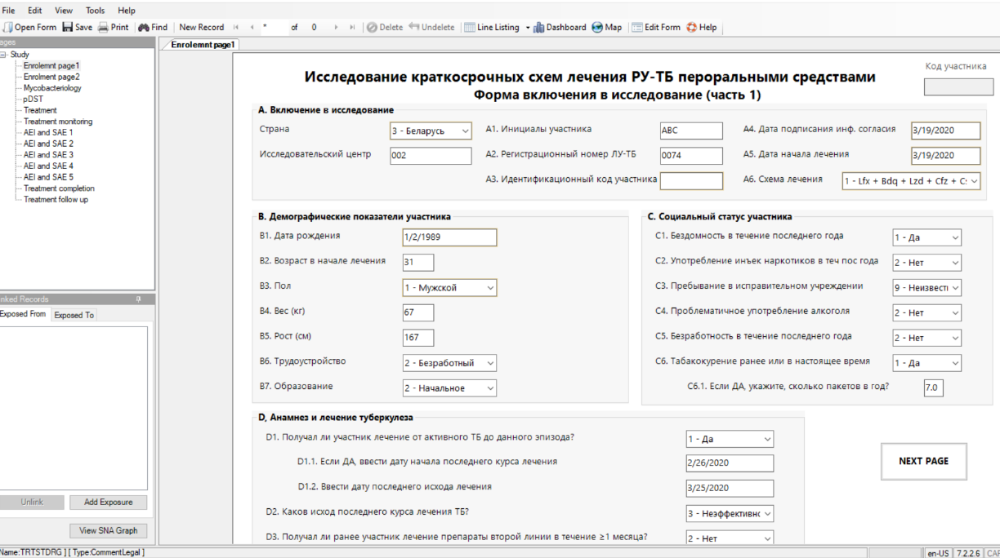 File Edit View Tools Help
Open Form Save Print Find New Record * of 0 Delete Undelete Line Listing Dashboard Map Edit Form Help
ages
Enrolemnt page1
Study
Enrolemnt page1
Enrolment page2
Mycobacteriology
pDST
Treatment
Treatment monitoring
AEI and SAE 1
AEI and SAE 2
AEI and SAE 3
AEI and SAE 4
AEI and SAE 5
Treatment completion
Treatment follow up
nked Records
Exposed From Exposed To
Unlink Add Exposure
View SNA Graph
Код участника
Исследование краткосрочных схем лечения РУ-ТБ пероральными средствами
Форма включения в исследование (часть 1)
A. Включение в исследование
Страна 3 - Беларусь A1. Инициалы участника ABC A4. Дата подписания инф. согласия 3/19/2020
Исследовательский центр 002 A2. Регистрационный номер ЛУ-ТБ 0074 A5. Дата начала лечения 3/19/2020
A3. Идентификационный код участника A6. Схема лечения 1 - Lfx + Bdq + Lzd + Cfz + Cs
B. Демографические показатели участника
B1. Дата рождения 1/2/1989
B2. Возраст в начале лечения 31
B3. Пол 1 - Мужской
B4. Вес (кг) 67
B5. Рост (см) 167
B6. Трудоустройство 2 - Безработный
B7. Образование 2 - Начальное
C. Социальный статус участника
C1. Бездомность в течение последнего года 1 - Да
C2. Употребление инъек наркотиков в теч пос года 2 - Нет
C3. Пребывание в исправительном учреждении 9 - Неизвестн
C4. Проблематичное употребление алкоголя 2 - Нет
C5. Безработность в течение последнего года 2 - Нет
C6. Табакокурение ранее или в настоящее время 1 - Да
C6.1. Если ДА, укажите, сколько пакетов в год? 7.0
D, Анамнез и лечение туберкулеза
D1. Получал ли участник лечение от активного ТБ до данного эпизода? 1 - Да
D1.1. Если ДА, ввести дату начала последнего курса лечения 2/26/2020
D1.2. Ввести дату последнего исхода лечения 3/25/2020
D2. Каков исход последнего курса лечения ТБ? 3 - Неэффективнс
D3. Получал ли ранее участник лечение препараты второй линии в течение ≥1 месяца? 2 - Нет
NEXT PAGE
Name:TRTSTDRG ] [ Type:CommentLegal ] en-US 7.2.2.6 CAP